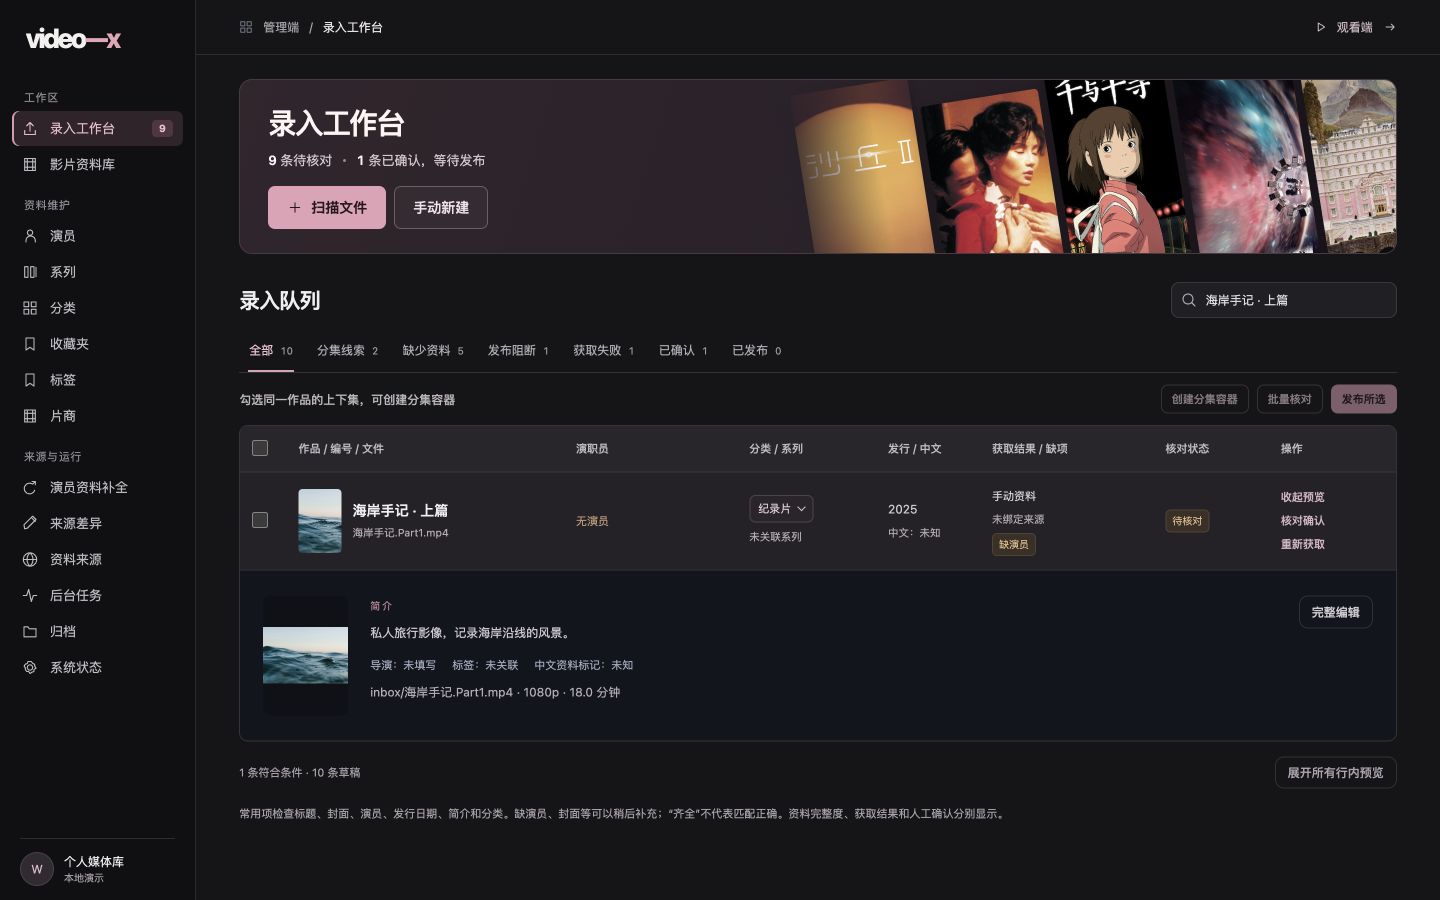 video—x
管理端 / 录入工作台
观看端 →
工作区
录入工作台 9
影片资料库
资料维护
演员
系列
分类
收藏夹
标签
片商
来源与运行
演员资料补全
来源差异
资料来源
后台任务
归档
系统状态
W
个人媒体库
本地演示
录入工作台
9 条待核对 • 1 条已确认，等待发布
+ 扫描文件
手动新建
沙丘 II
千与千寻
录入队列
海岸手记 · 上篇
全部 10
分集线索 2
缺少资料 5
发布阻断 1
获取失败 1
已确认 1
已发布 0
勾选同一作品的上下集，可创建分集容器
创建分集容器
批量核对
发布所选
作品 / 编号 / 文件
演职员
分类 / 系列
发行 / 中文
获取结果 / 缺项
核对状态
操作
海岸手记 · 上篇
海岸手记.Part1.mp4
无演员
纪录片
未关联系列
2025
中文：未知
手动资料
未绑定来源
缺演员
待核对
收起预览
核对确认
重新获取
简介
私人旅行影像，记录海岸沿线的风景。
导演：未填写 标签：未关联 中文资料标记：未知
inbox/海岸手记.Part1.mp4 · 1080p · 18.0 分钟
完整编辑
1 条符合条件 · 10 条草稿
展开所有行内预览
常用项检查标题、封面、演员、发行日期、简介和分类。缺演员、封面等可以稍后补充；“齐全”不代表匹配正确。资料完整度、获取结果和人工确认分别显示。